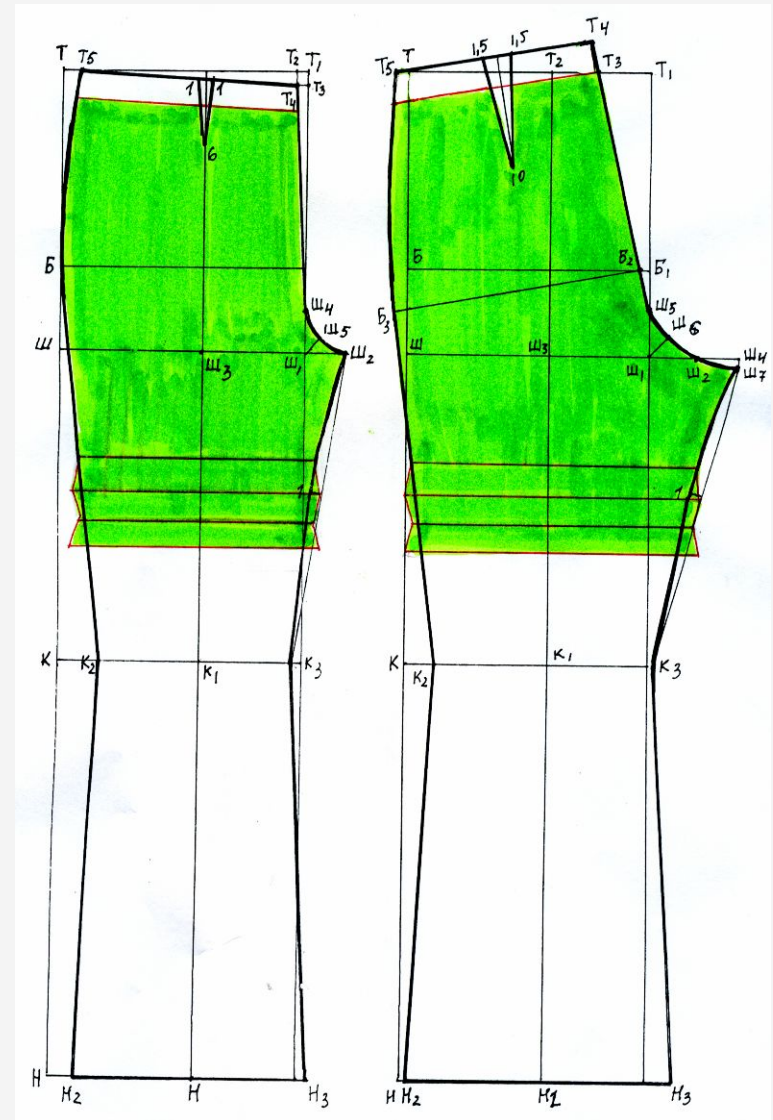 Т Т5 Т2 Т1
1 1 Т3
Т4
6
Б
Ш4
Ш5
Ш Ш3 Ш1 Ш2
1
К К2 К1 К3
Н
Н2 Н Н3
Т4
1,5 1,5
Т5 Т Т2 Т3 Т1
10
Б Б2 Б1
Б3 Ш5
Ш6
Ш Ш3 Ш1 Ш2 Ш4
Ш7
1
К К2 К1 К3
Н Н2 Н1 Н3